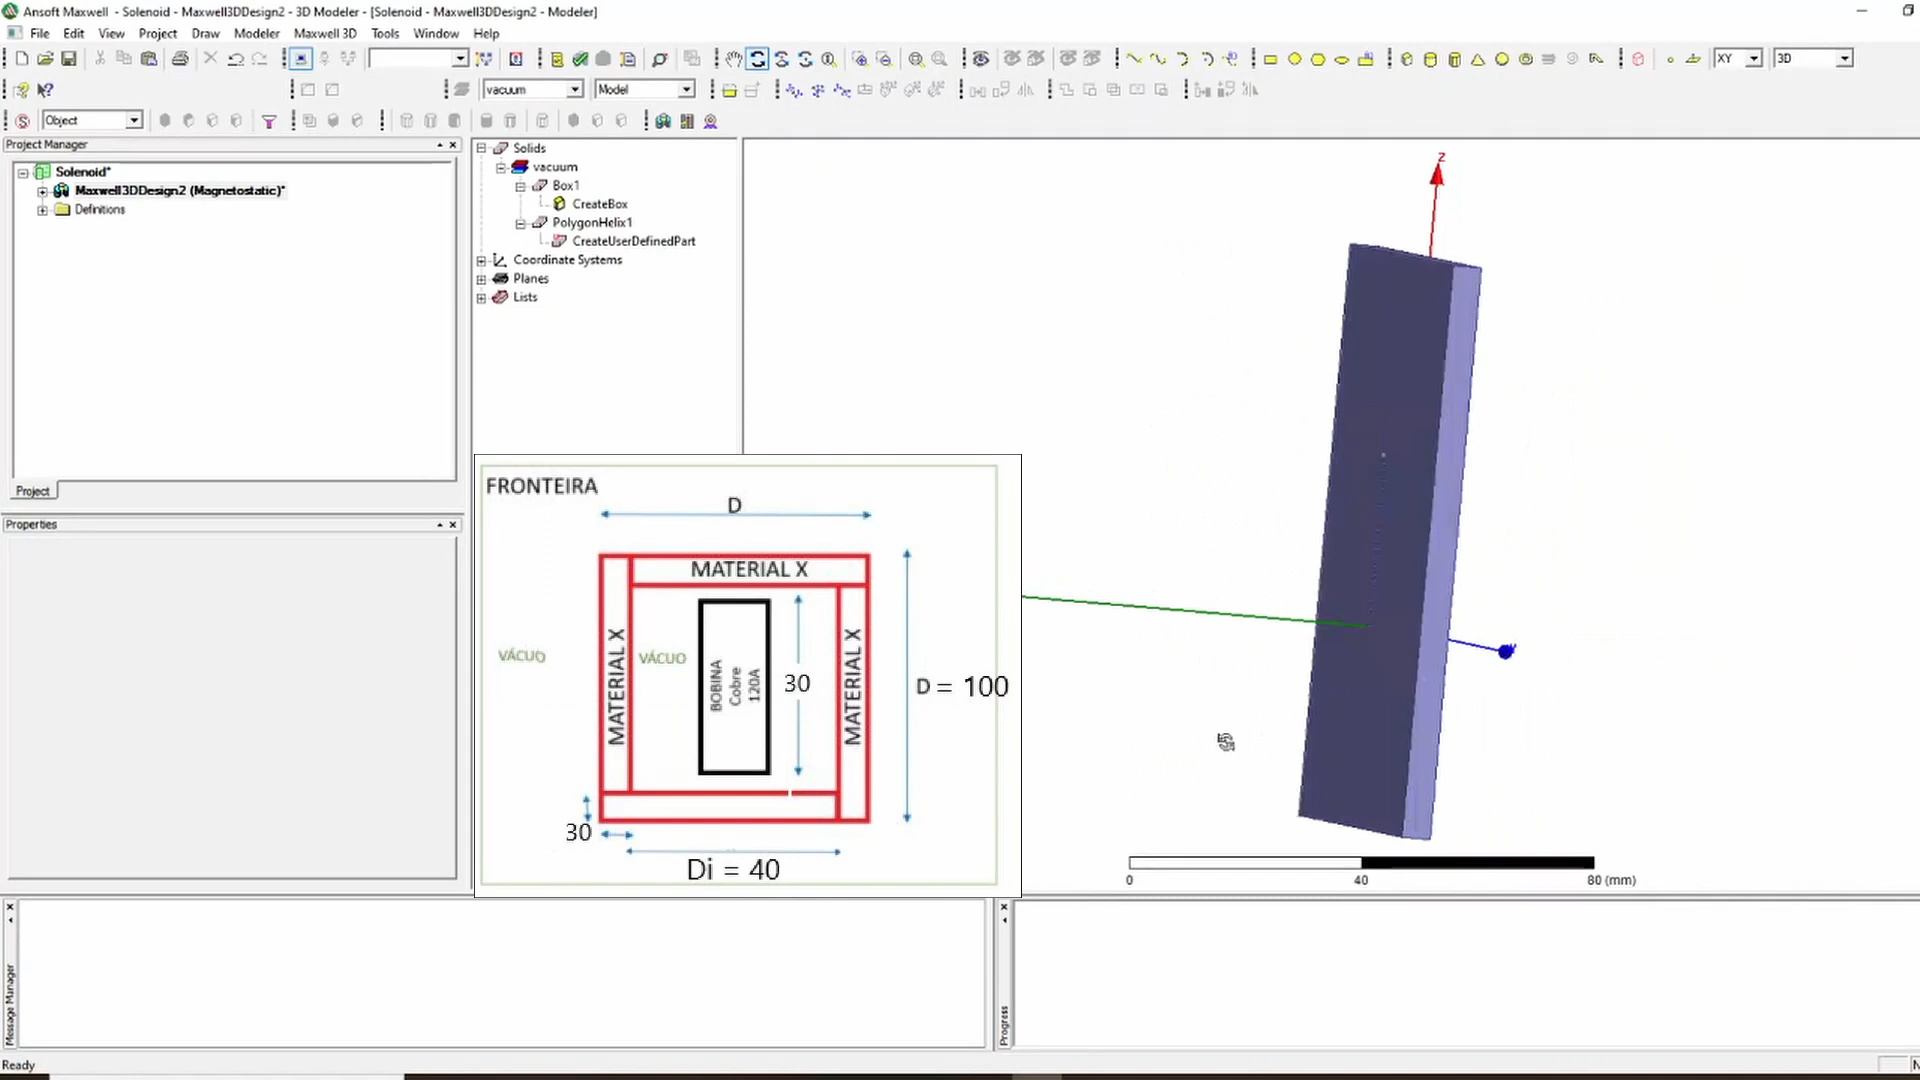 Ansoft Maxwell - Solenoid - Maxwell3DDesign2 - 3D Modeler - [Solenoid - Maxwell3DDesign2 - Modeler]
File Edit View Project Draw Modeler Maxwell 3D Tools Window Help
XY 3D
vacuum Model
Object
Project Manager
Solenoid*
Maxwell3DDesign2 (Magnetostatic)*
Definitions
Project
Properties
Solids
vacuum
Box1
CreateBox
PolygonHelix1
CreateUserDefinedPart
Coordinate Systems
Planes
Lists
FRONTEIRA
D
MATERIAL X
VÁCUO
MATERIAL X
VÁCUO
BOBINA
Cobre
120A
30
MATERIAL X
D = 100
30
Di = 40
Z
0 40 80 (mm)
Message Manager
Progress
Ready